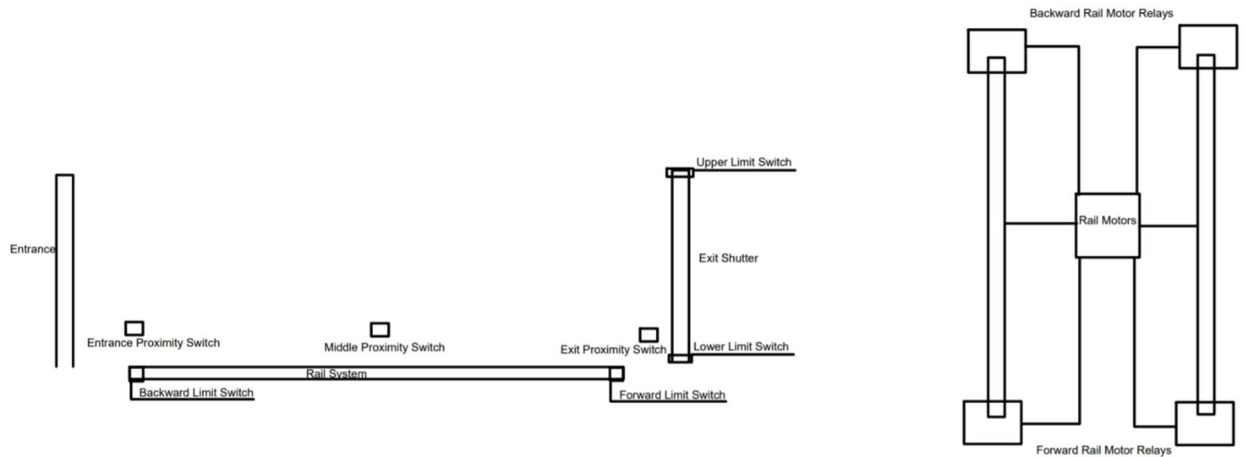 Backward Rail Motor Relays
Upper Limit Switch
Entrance
Rail Motors
Exit Shutter
Entrance Proximity Switch
Middle Proximity Switch
Exit Proximity Switch
Lower Limit Switch
Rail System
Backward Limit Switch
Forward Limit Switch
Forward Rail Motor Relays